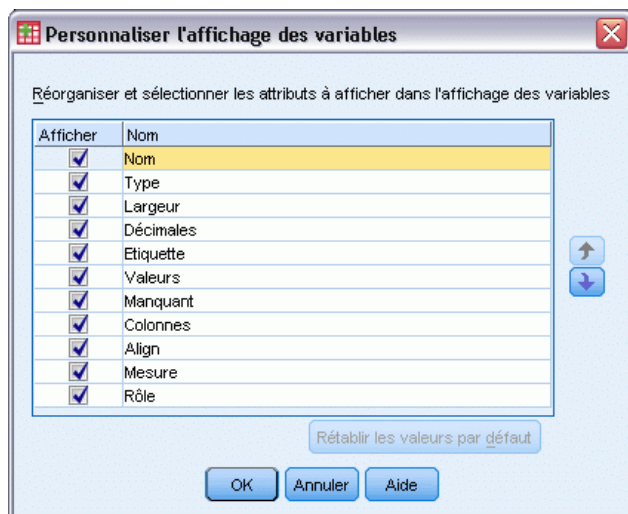 Personnaliser l'affichage des variables
Réorganiser et sélectionner les attributs à afficher dans l'affichage des variables
Afficher Nom
Nom
Type
Largeur
Décimales
Etiquette
Valeurs
Manquant
Colonnes
Align
Mesure
Rôle
Rétablir les valeurs par défaut
OK Annuler Aide